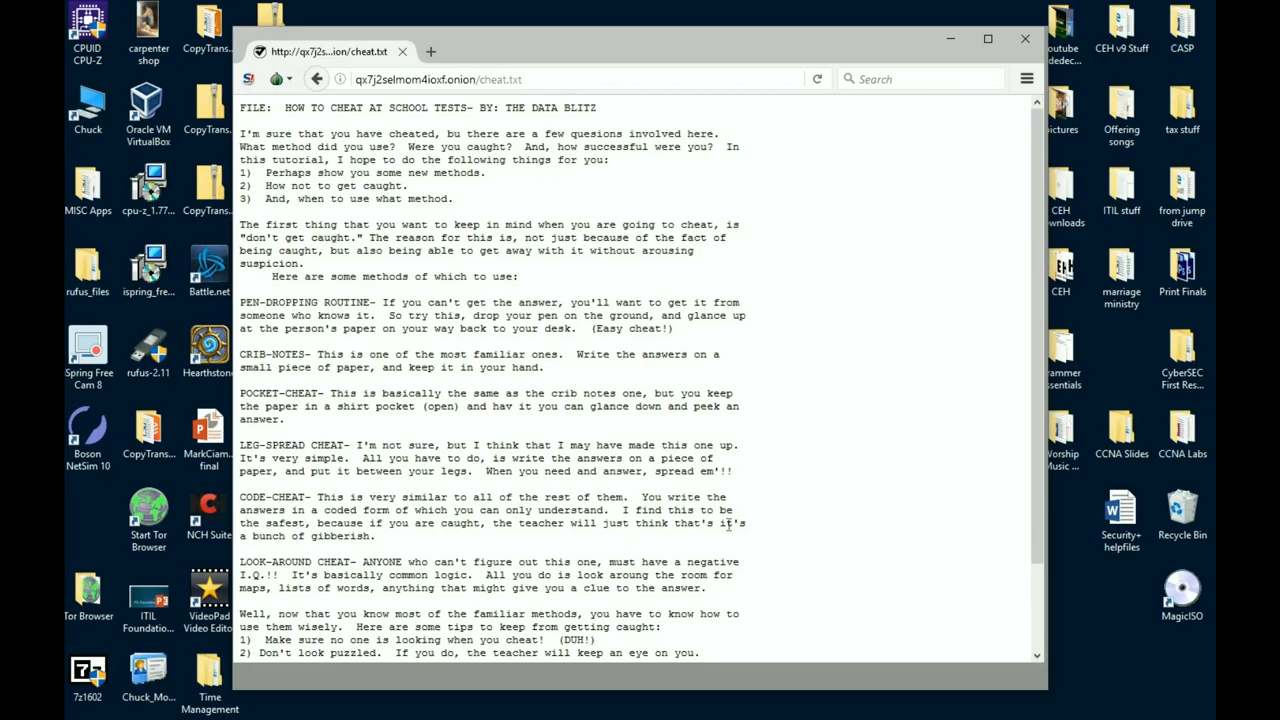 CPUID
CPU-Z
carpenter
shop
CopyTrans...
Chuck
Oracle VM
VirtualBox
CopyTrans...
MISC Apps
cpu-z_1.77...
CopyTrans...
rufus_files
ispring_fre...
Battle.net
Spring Free
Cam 8
rufus-2.11
Hearthstone
Boson
NetSim 10
CopyTrans...
MarkCiam...
final
Start Tor
Browser
NCH Suite
Tor Browser
ITIL
Foundatio...
VideoPad
Video Editor
7z1602
Chuck_Mo...
Time
Management
http://qx7j2s...ion/cheat.txt
qx7j2selmom4ioxf.onion/cheat.txt
Search
FILE:  HOW TO CHEAT AT SCHOOL TESTS- BY: THE DATA BLITZ
I'm sure that you have cheated, bu there are a few quesions involved here.
What method did you use?  Were you caught?  And, how successful were you?  In
this tutorial, I hope to do the following things for you:
1)  Perhaps show you some new methods.
2)  How not to get caught.
3)  And, when to use what method.
The first thing that you want to keep in mind when you are going to cheat, is
"don't get caught." The reason for this is, not just because of the fact of
being caught, but also being able to get away with it without arousing
suspicion.
Here are some methods of which to use:
PEN-DROPPING ROUTINE- If you can't get the answer, you'll want to get it from
someone who knows it.  So try this, drop your pen on the ground, and glance up
at the person's paper on your way back to your desk.  (Easy cheat!)
CRIB-NOTES- This is one of the most familiar ones.  Write the answers on a
small piece of paper, and keep it in your hand.
POCKET-CHEAT- This is basically the same as the crib notes one, but you keep
the paper in a shirt pocket (open) and hav it you can glance down and peek an
answer.
LEG-SPREAD CHEAT- I'm not sure, but I think that I may have made this one up.
It's very simple.  All you have to do, is write the answers on a piece of
paper, and put it between your legs.  When you need and answer, spread em'!!
CODE-CHEAT- This is very similar to all of the rest of them.  You write the
answers in a coded form of which you can only understand.  I find this to be
the safest, because if you are caught, the teacher will just think that's it's
a bunch of gibberish.
LOOK-AROUND CHEAT- ANYONE who can't figure out this one, must have a negative
I.Q.!!  It's basically common logic.  All you do is look aroung the room for
maps, lists of words, anything that might give you a clue to the answer.
Well, now that you know most of the familiar methods, you have to know how to
use them wisely.  Here are some tips to keep from getting caught:
1)  Make sure no one is looking when you cheat!  (DUH!)
2) Don't look puzzled.  If you do, the teacher will keep an eye on you.
CEH v9 Stuff
CASP
pictures
Offering
songs
tax stuff
CEH
ITIL stuff
from jump
drive
CEH
marriage
ministry
Print Finals
CyberSEC
First Res...
Worship
Music ...
CCNA Slides
CCNA Labs
Security+
helpfiles
Recycle Bin
MagicISO